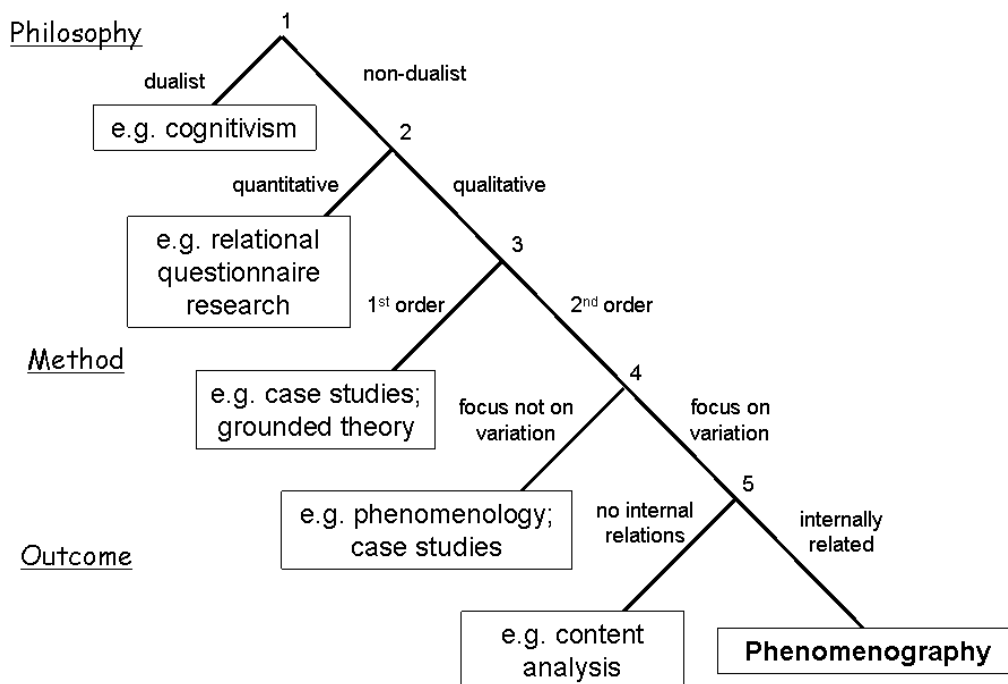 1
Philosophy
dualist
non-dualist
e.g. cognitivism
2
quantitative
qualitative
e.g. relational
questionnaire
research
3
1st order
2nd order
Method
4
e.g. case studies;
grounded theory
focus not on
variation
focus on
variation
5
e.g. phenomenology;
case studies
no internal
relations
internally
related
Outcome
e.g. content
analysis
Phenomenography